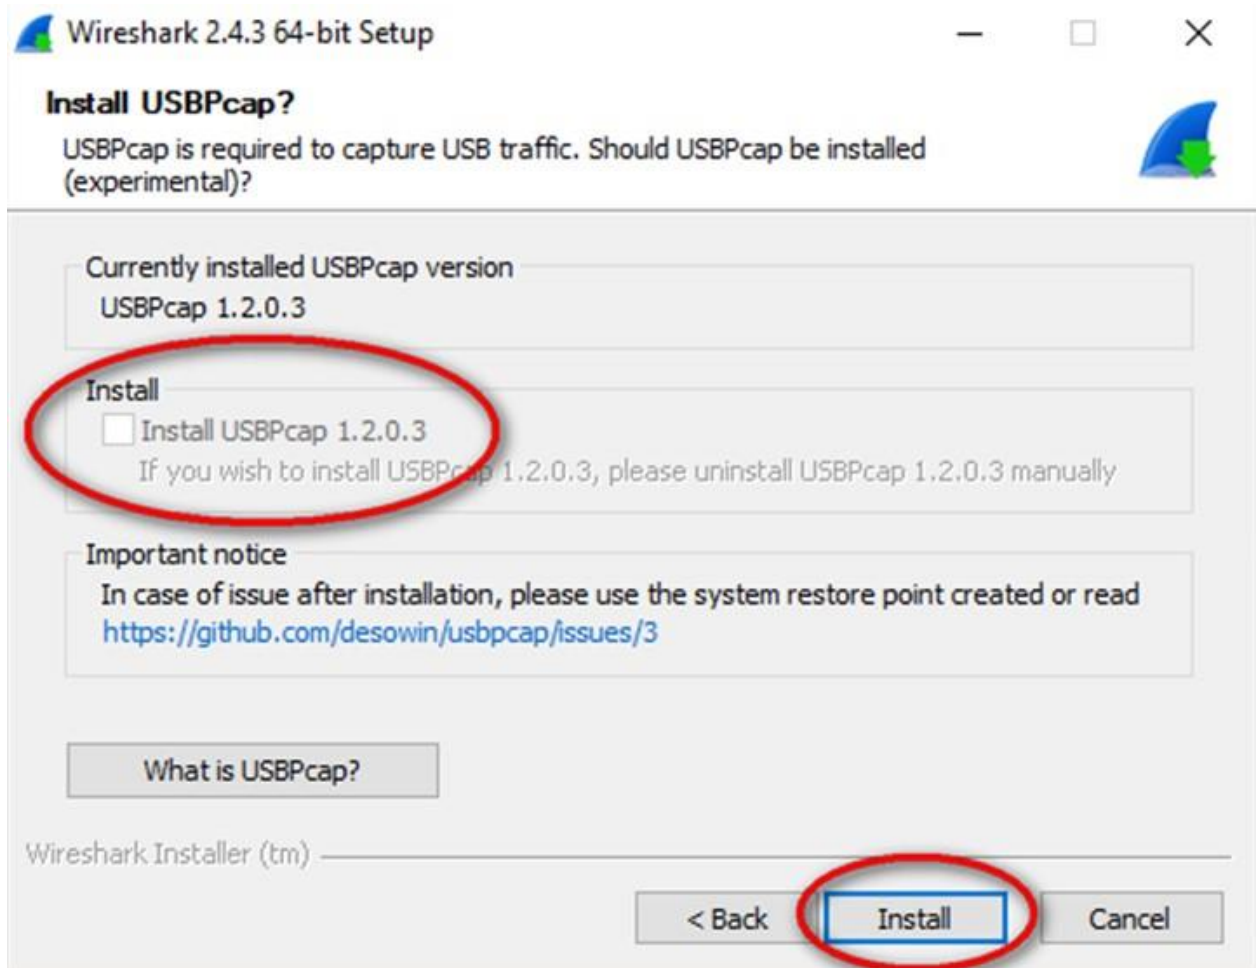 Wireshark 2.4.3 64-bit Setup
Install USBPcap?
USBPcap is required to capture USB traffic. Should USBPcap be installed
(experimental)?
Currently installed USBPcap version
USBPcap 1.2.0.3
Install
Install USBPcap 1.2.0.3
If you wish to install USBPcap 1.2.0.3, please uninstall USBPcap 1.2.0.3 manually
Important notice
In case of issue after installation, please use the system restore point created or read
https://github.com/desowin/usbpcap/issues/3
What is USBPcap?
Wireshark Installer (tm)
< Back
Install
Cancel